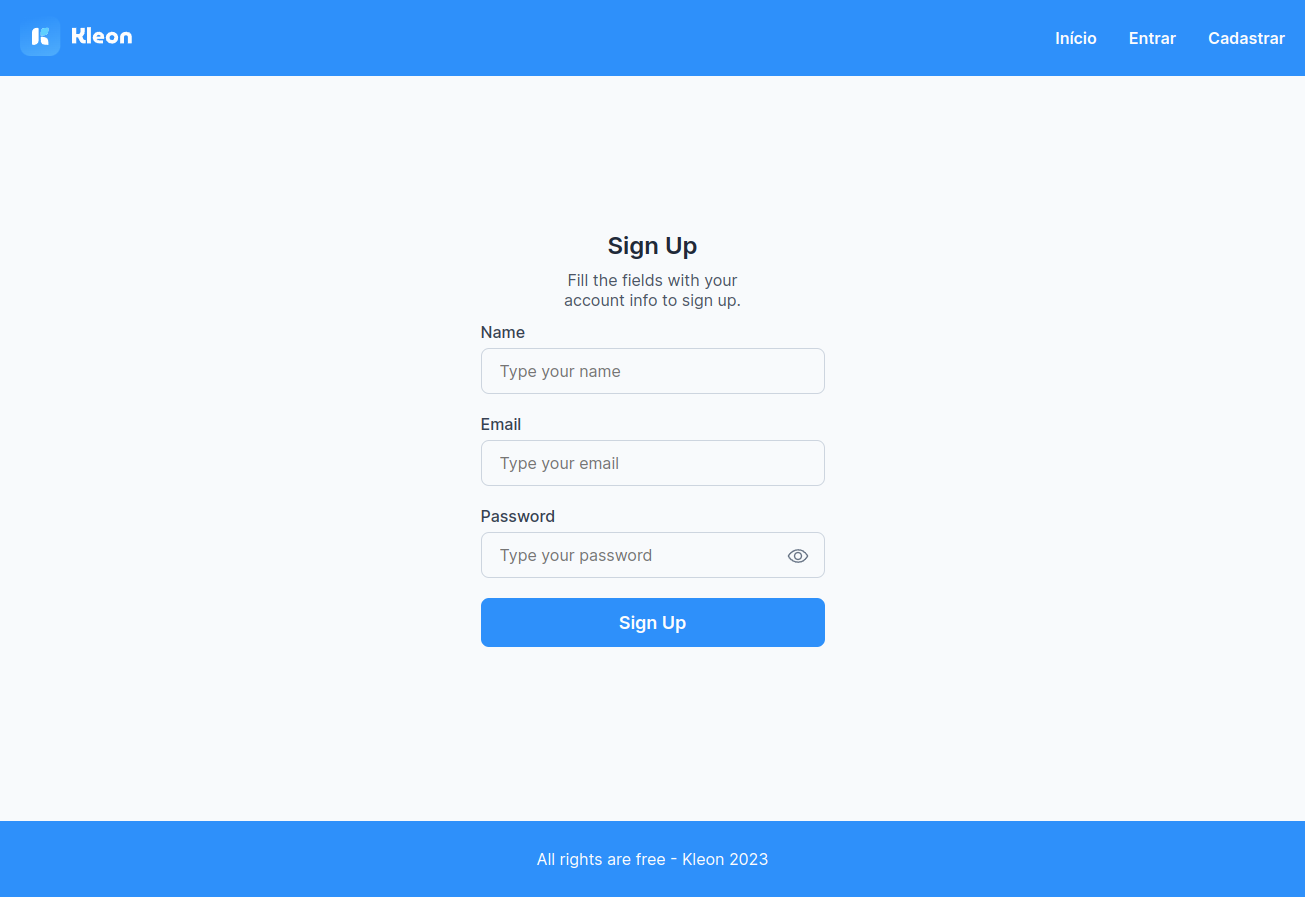 Kleon
Início
Entrar
Cadastrar
Sign Up
Fill the fields with your
account info to sign up.
Name
Type your name
Email
Type your email
Password
Type your password
Sign Up
All rights are free - Kleon 2023